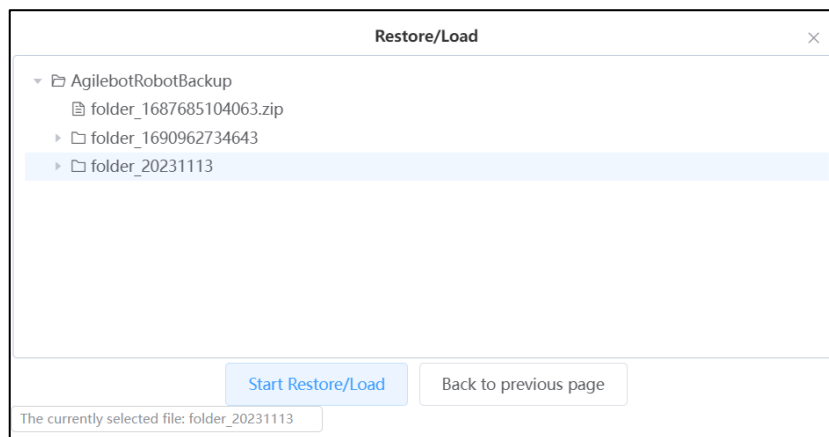 Restore/Load
AgilebotRobotBackup
folder_1687685104063.zip
folder_1690962734643
folder_20231113
Start Restore/Load
Back to previous page
The currently selected file: folder_20231113